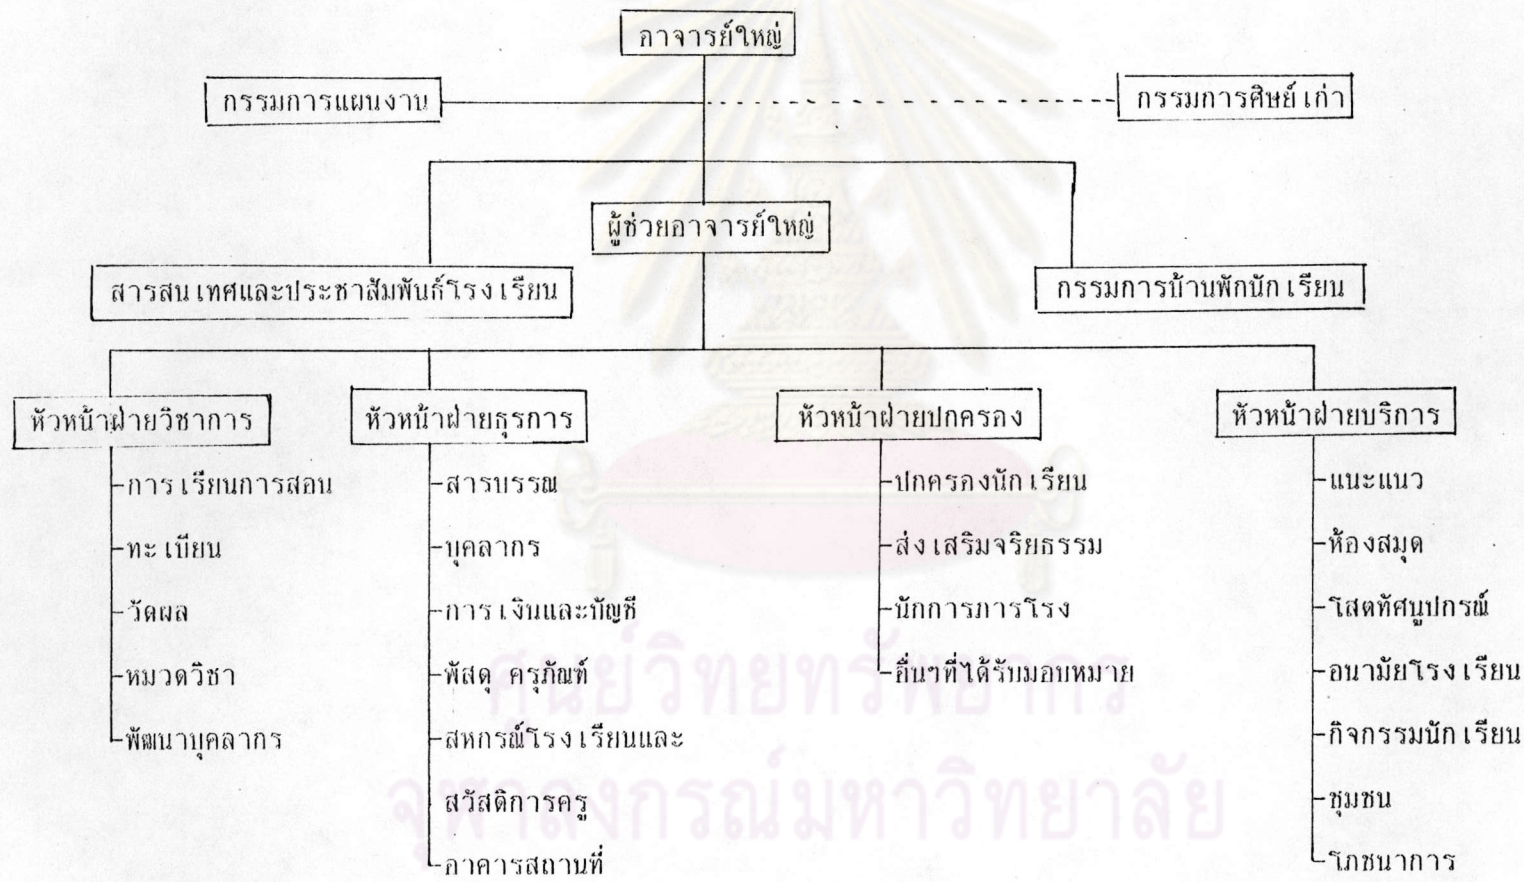 อาจารย์ใหญ่
กรรมการแผนงาน
กรรมการศิษย์เก่า
ผู้ช่วยอาจารย์ใหญ่
สารสนเทศและประชาสัมพันธ์โรงเรียน
กรรมการบ้านพักนักเรียน
หัวหน้าฝ่ายวิชาการ
-การเรียนการสอน
-ทะเบียน
-วัดผล
-หมวดวิชา
-พัฒนาบุคลากร
หัวหน้าฝ่ายธุรการ
-สารบรรณ
-บุคลากร
-การเงินและบัญชี
-พัสดุ ครุภัณฑ์
-สหกรณ์โรงเรียนและ
สวัสดิการครู
-อาคารสถานที่
หัวหน้าฝ่ายปกครอง
-ปกครองนักเรียน
-ส่งเสริมจริยธรรม
-นักการภารโรง
-อื่นๆที่ได้รับมอบหมาย
หัวหน้าฝ่ายบริการ
-แนะแนว
-ห้องสมุด
-โสตทัศนูปกรณ์
-อนามัยโรงเรียน
-กิจกรรมนักเรียน
-ชุมชน
-โภชนาการ
ศูนย์วิทยทรัพยากร
จุฬาลงกรณ์มหาวิทยาลัย